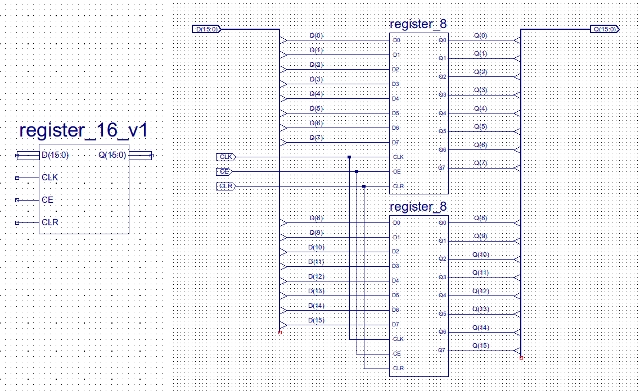 register_16_v1
D(15:0)
Q(15:0)
CLK
CE
CLR
D(15:0)
register_8
Q(15:0)
D(0)
D0
Q0
Q(0)
D(1)
D1
Q1
Q(1)
D(2)
D2
Q2
Q(2)
D(3)
D3
Q3
Q(3)
D(4)
D4
Q4
Q(4)
D(5)
D5
Q5
Q(5)
D(6)
D6
Q6
Q(6)
D(7)
D7
Q7
Q(7)
CLK
CLK
CE
CE
CLR
CLR
register_8
D(8)
D0
Q0
Q(8)
D(9)
D1
Q1
Q(9)
D(10)
D2
Q2
Q(10)
D(11)
D3
Q3
Q(11)
D(12)
D4
Q4
Q(12)
D(13)
D5
Q5
Q(13)
D(14)
D6
Q6
Q(14)
D(15)
D7
Q7
Q(15)
CLK
CE
CLR